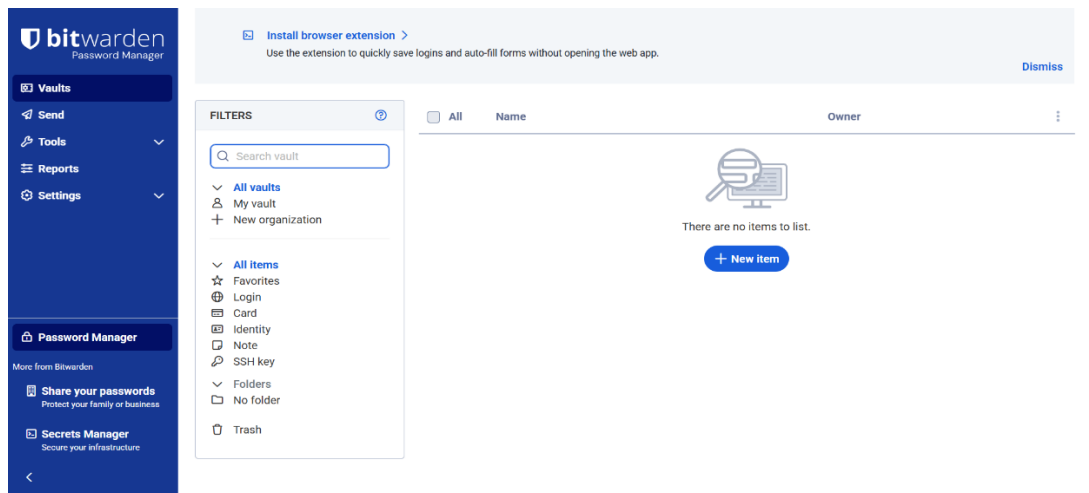 bitwarden
Password Manager
Vaults
Send
Tools
Reports
Settings
Password Manager
More from Bitwarden
Share your passwords
Protect your family or business
Secrets Manager
Secure your infrastructure
Install browser extension
Use the extension to quickly save logins and auto-fill forms without opening the web app.
Dismiss
FILTERS
Search vault
All vaults
My vault
New organization
All items
Favorites
Login
Card
Identity
Note
SSH key
Folders
No folder
Trash
All Name Owner
There are no items to list.
+ New item